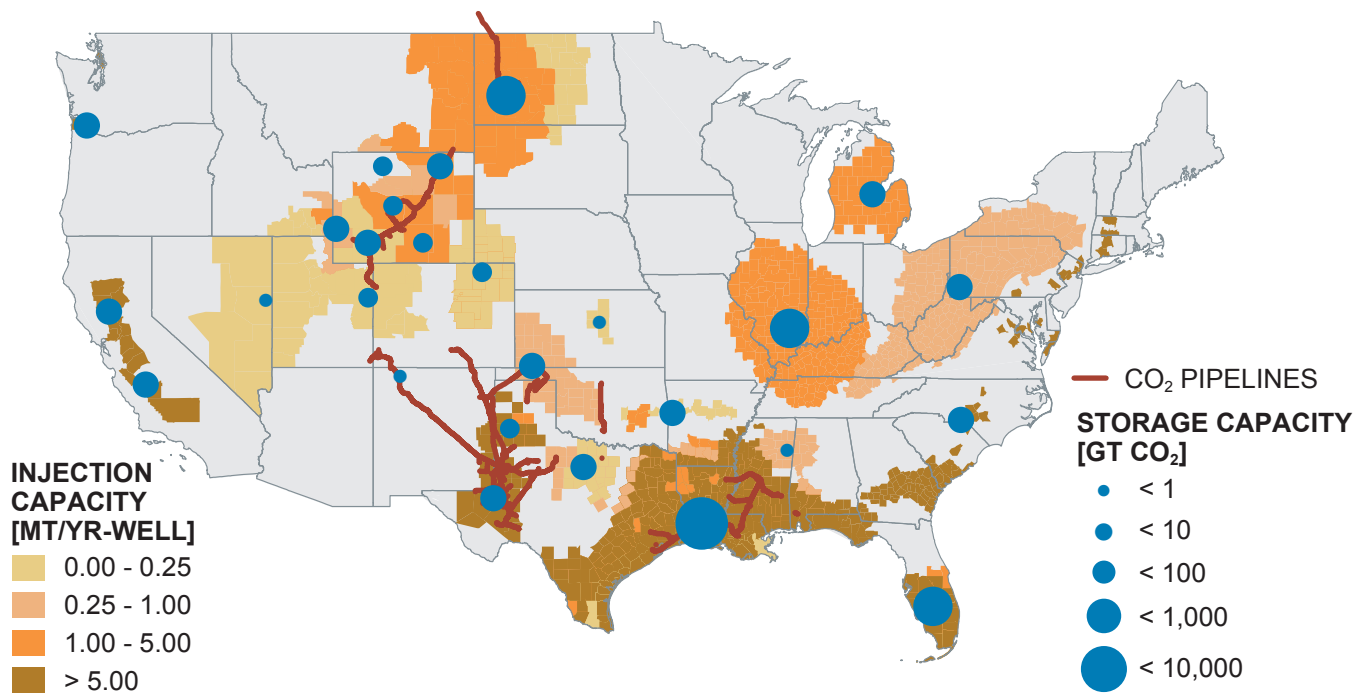 CO₂ PIPELINES
STORAGE CAPACITY
[GT CO₂]
< 1
< 10
< 100
< 1,000
< 10,000
INJECTION
CAPACITY
[MT/YR-WELL]
0.00 - 0.25
0.25 - 1.00
1.00 - 5.00
> 5.00